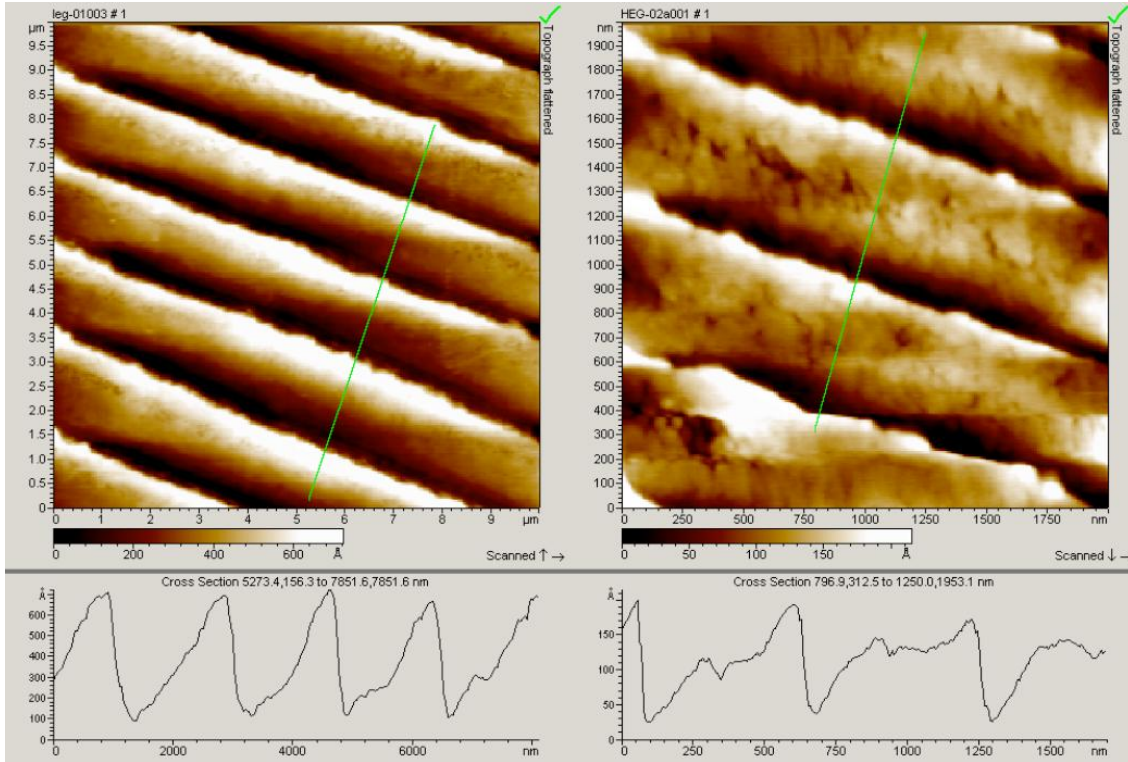 leg-01003 # 1
µm
9.5
9.0
8.5
8.0
7.5
7.0
6.5
6.0
5.5
5.0
4.5
4.0
3.5
3.0
2.5
2.0
1.5
1.0
0.5
0
0 1 2 3 4 5 6 7 8 9 µm
Topograph flattened
0 200 400 600 Å
Scanned ↑ →
HEG-02a001 # 1
nm
1900
1800
1700
1600
1500
1400
1300
1200
1100
1000
900
800
700
600
500
400
300
200
100
0
0 250 500 750 1000 1250 1500 1750 nm
Topograph flattened
0 50 100 150 Å
Scanned ↓ →
Cross Section 5273.4,156.3 to 7851.6,7851.6 nm
Å
600
500
400
300
200
100
0
0 2000 4000 6000 nm
Cross Section 796.9,312.5 to 1250.0,1953.1 nm
Å
150
100
50
0
0 250 500 750 1000 1250 1500 nm